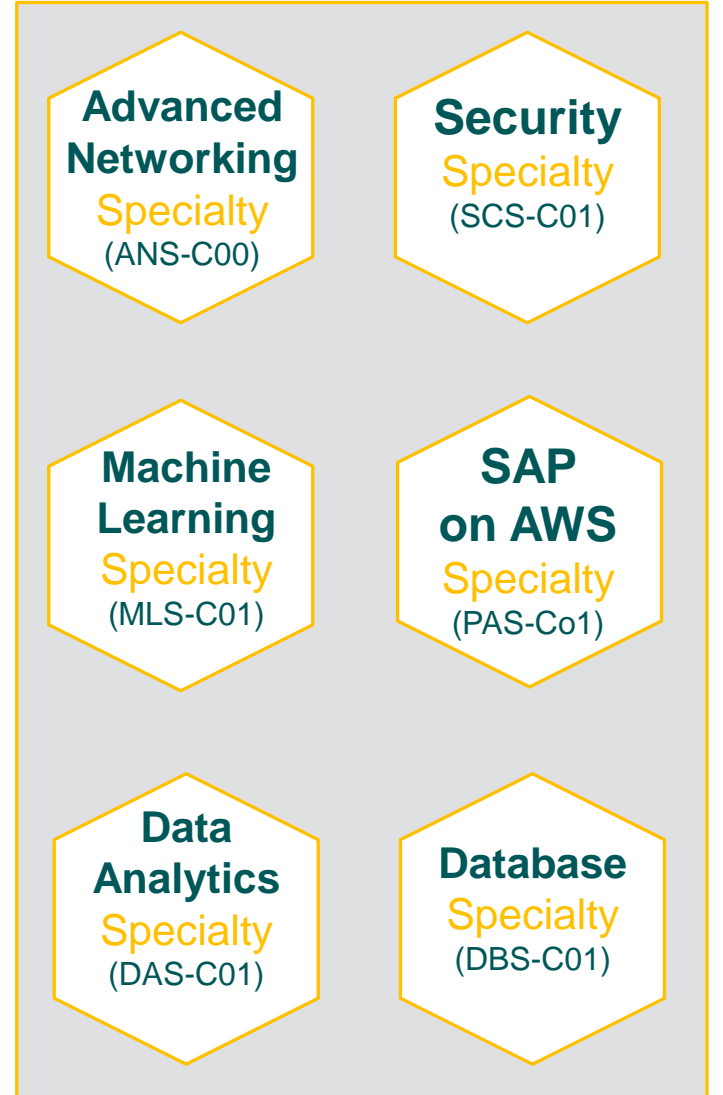 Advanced
Networking
Specialty
(ANS-C00)
Security
Specialty
(SCS-C01)
Machine
Learning
Specialty
(MLS-C01)
SAP
on AWS
Specialty
(PAS-Co1)
Data
Analytics
Specialty
(DAS-C01)
Database
Specialty
(DBS-C01)